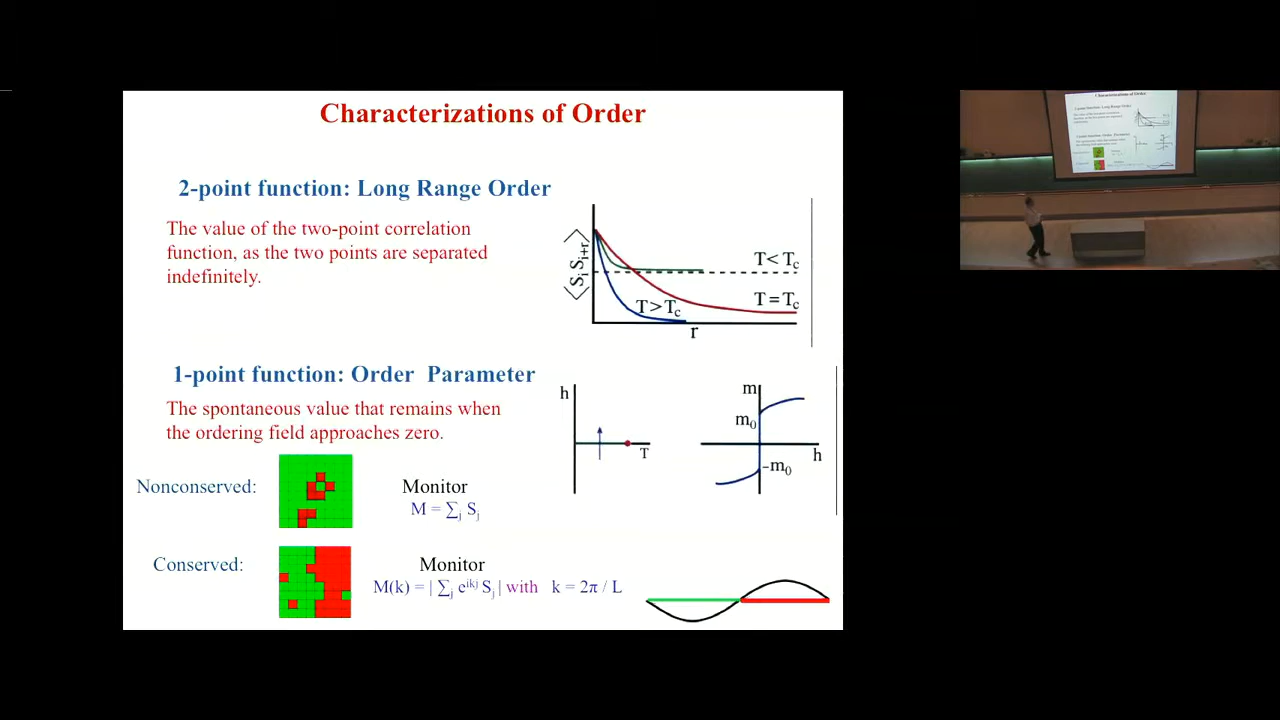 Characterizations of Order
2-point function: Long Range Order
The value of the two-point correlation
function, as the two points are separated
indefinitely.
⟨SᵢSᵢ₊ᵣ⟩
T< Tc
T=Tc
T>Tc
r
1-point function: Order Parameter
The spontaneous value that remains when
the ordering field approaches zero.
h
T
m
m₀
h
-m₀
Nonconserved:
Monitor
M = ∑ⱼ Sⱼ
Conserved:
Monitor
M(k) = | ∑ⱼ e^{ikj} Sⱼ | with k = 2π / L